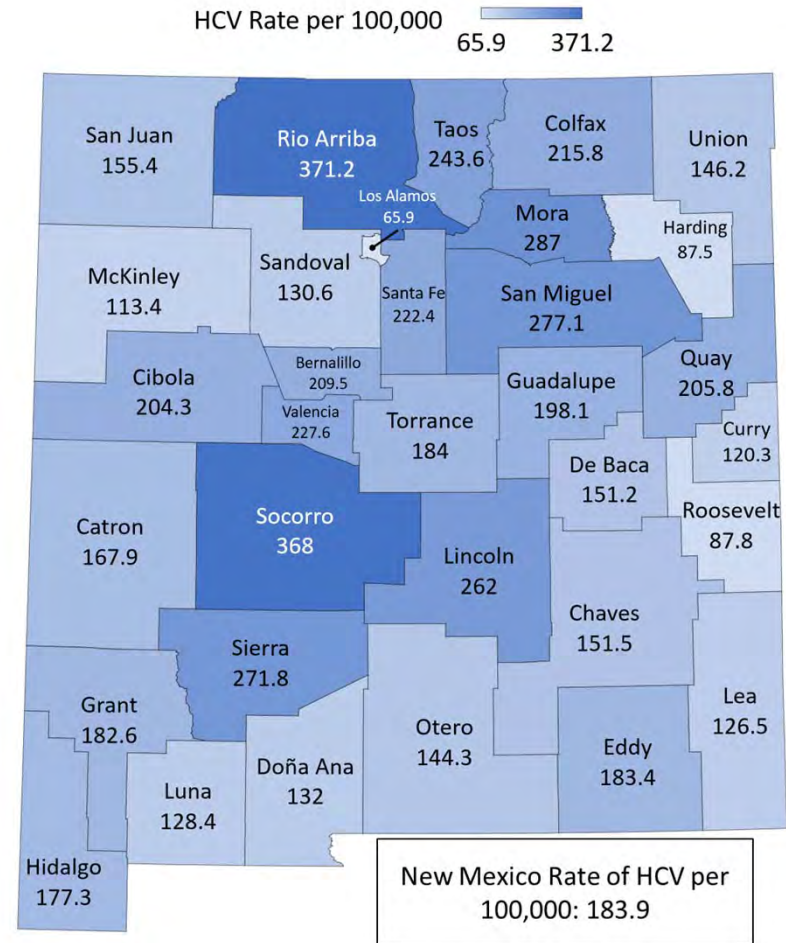 HCV Rate per 100,000
65.9 371.2
San Juan
155.4
Rio Arriba
371.2
Taos
243.6
Colfax
215.8
Union
146.2
Los Alamos
65.9
Mora
287
Harding
87.5
McKinley
113.4
Sandoval
130.6
Santa Fe
222.4
San Miguel
277.1
Cibola
204.3
Bernalillo
209.5
Guadalupe
198.1
Quay
205.8
Valencia
227.6
Torrance
184
Curry
120.3
De Baca
151.2
Catron
167.9
Socorro
368
Roosevelt
87.8
Lincoln
262
Chaves
151.5
Sierra
271.8
Grant
182.6
Otero
144.3
Lea
126.5
Eddy
183.4
Luna
128.4
Doña Ana
132
Hidalgo
177.3
New Mexico Rate of HCV per
100,000: 183.9